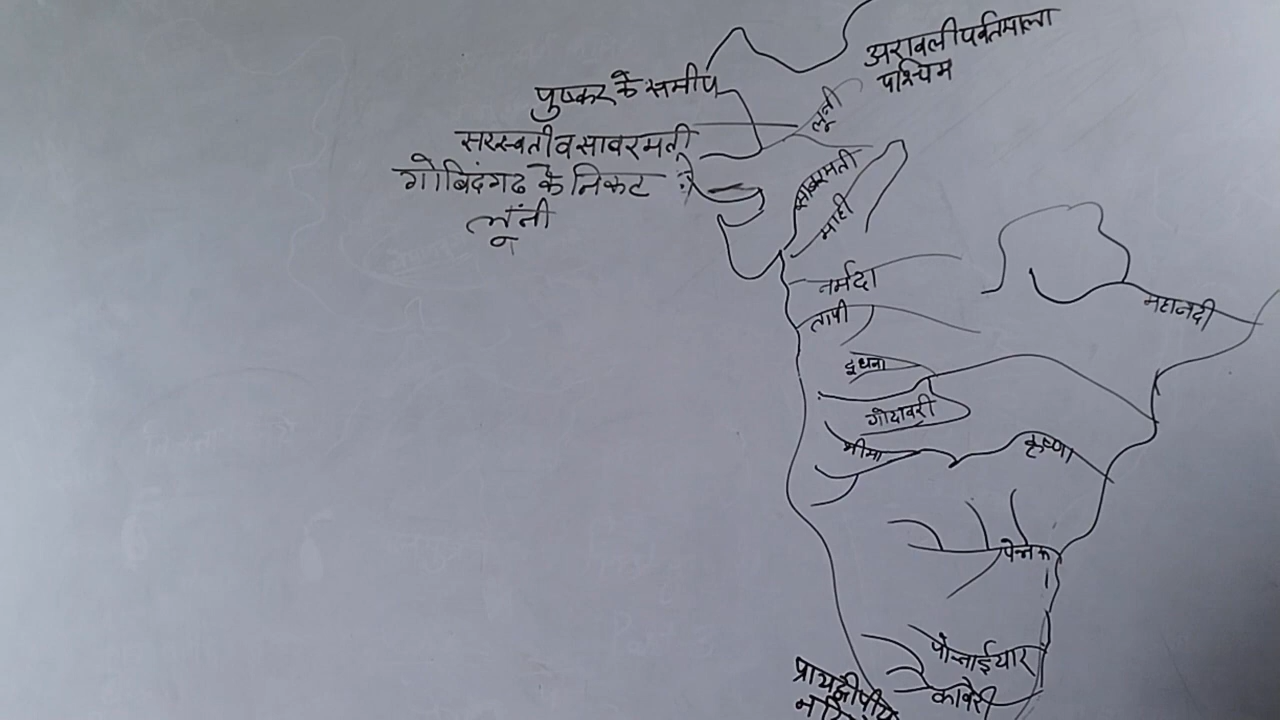 अरावली पर्वतमाला
पश्चिम
पुष्कर के समीप
लूनी
सरस्वती व साबरमती
गोबिंदगढ के निकट
लूंनी
साबरमती
माही
नर्मदा
महानदी
तापी
दूधना
गोदावरी
भीमा
कृष्णा
पोन्नाईयार
प्रायद्वीपीय
कावेरी